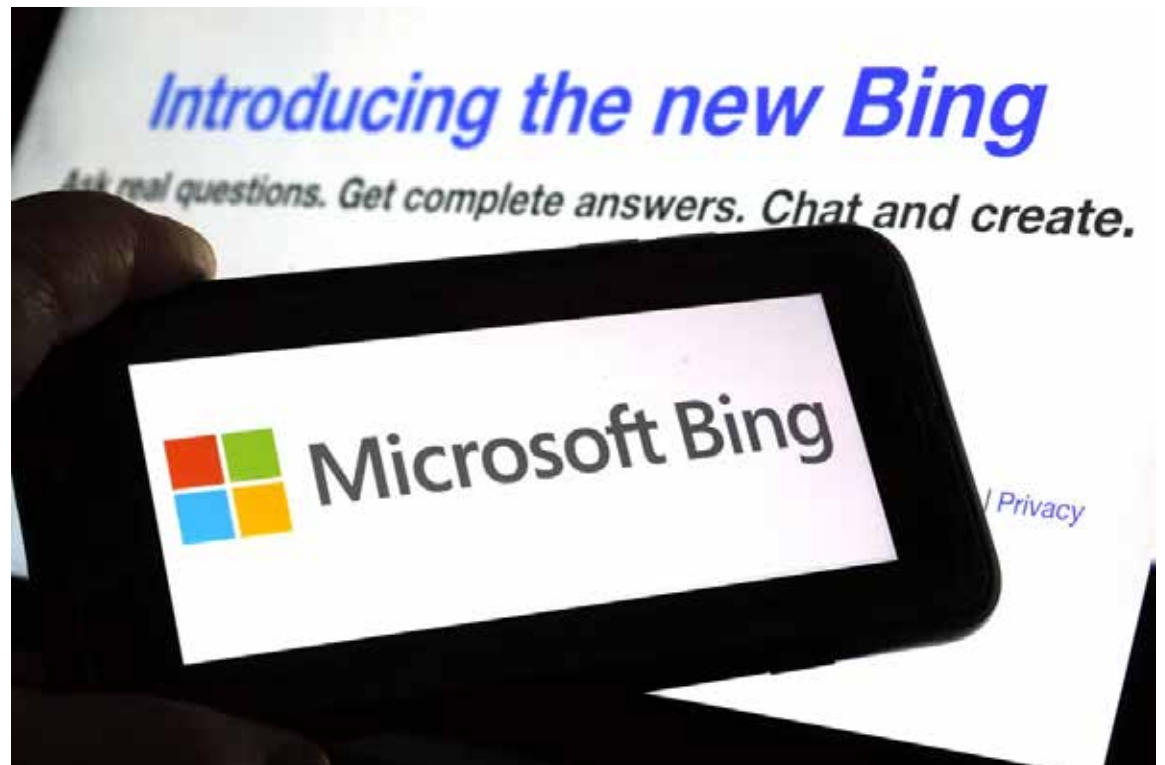 Introducing the new Bing
Ask real questions. Get complete answers. Chat and create.
Microsoft Bing
| Privacy